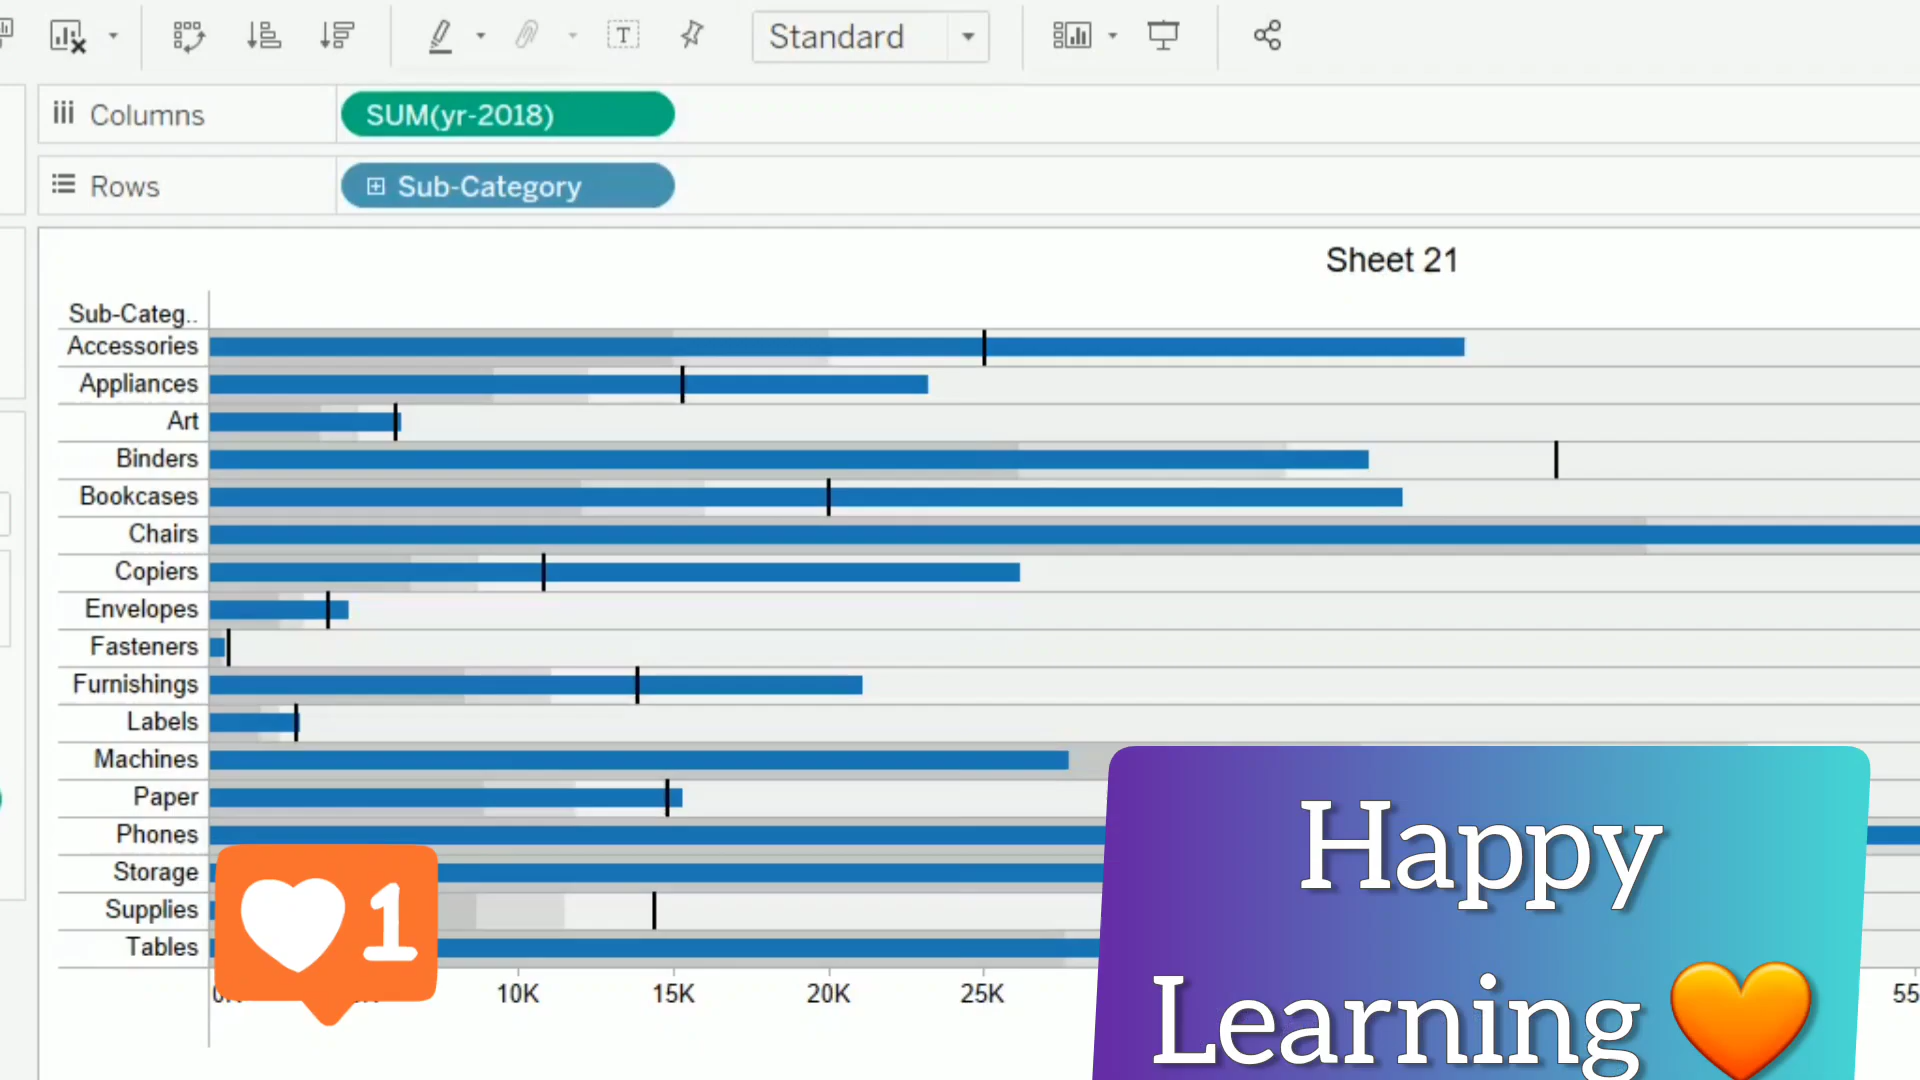 Standard
Columns SUM(yr-2018)
Rows Sub-Category
Sheet 21
Sub-Categ..
Accessories
Appliances
Art
Binders
Bookcases
Chairs
Copiers
Envelopes
Fasteners
Furnishings
Labels
Machines
Paper
Phones
Storage
Supplies
Tables
10K 15K 20K 25K 55
1
Happy
Learning